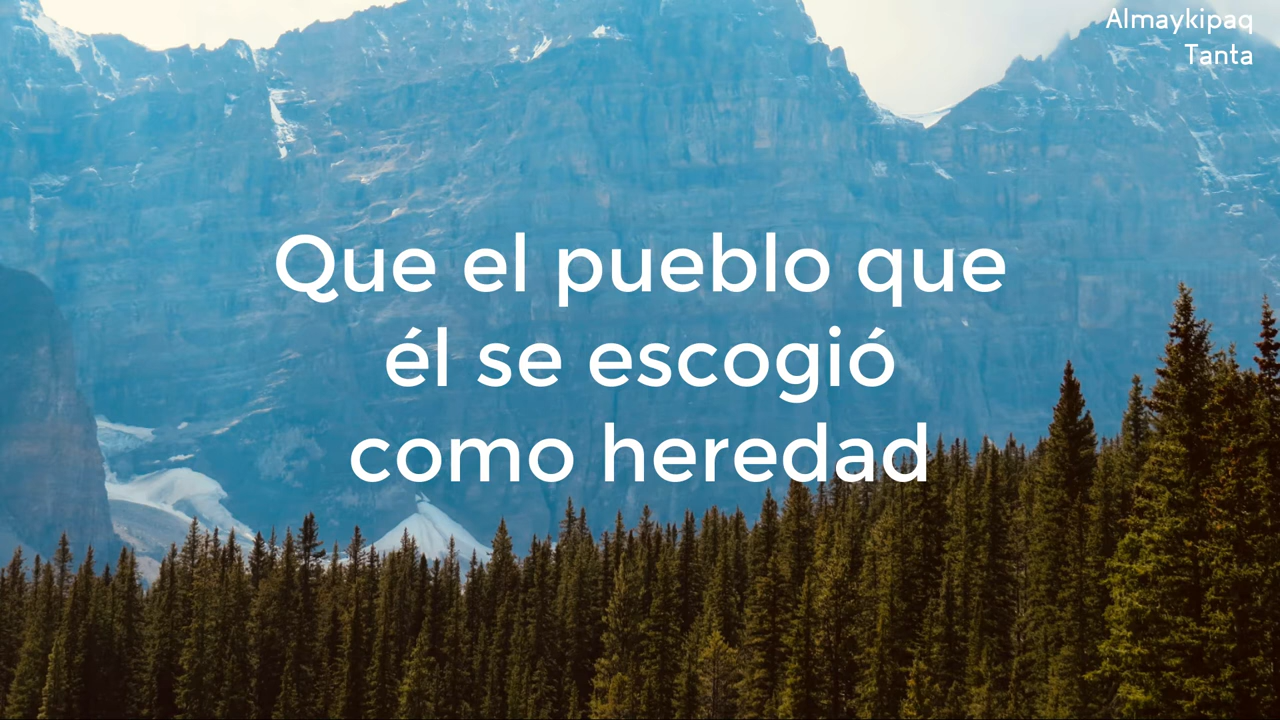 Almaykipaq
Tanta
Que el pueblo que
él se escogió
como heredad